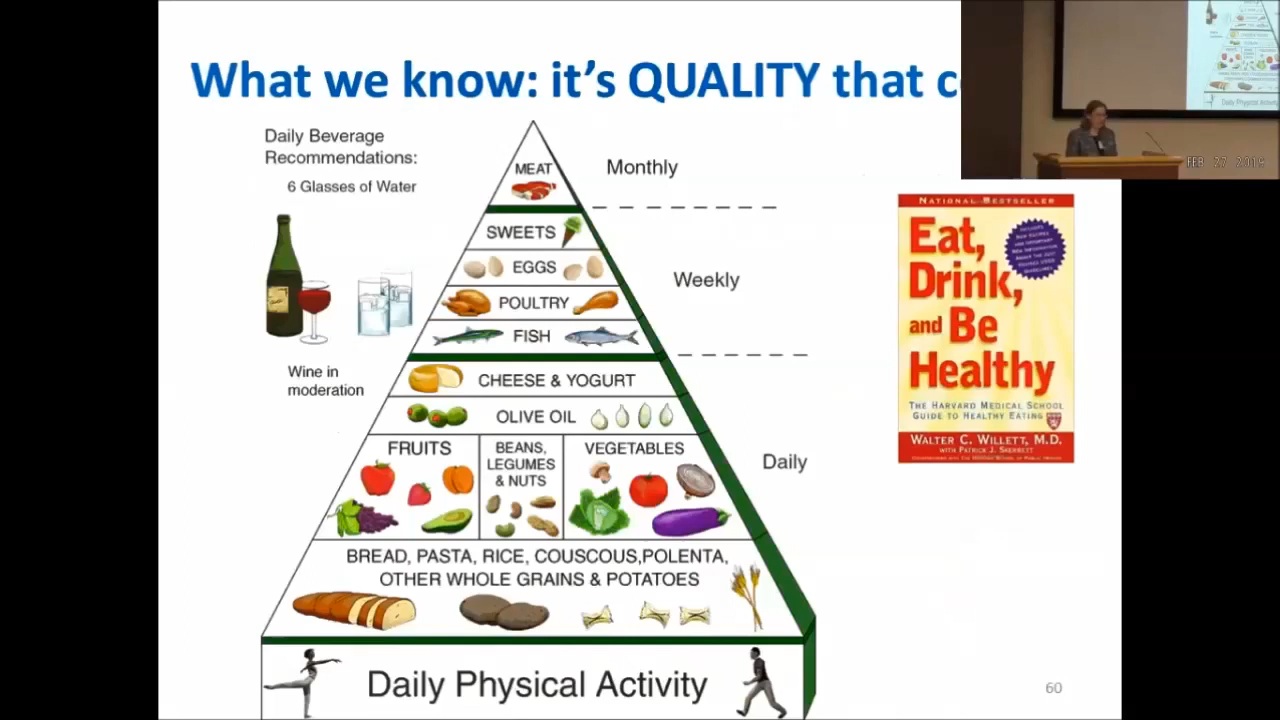 What we know: it's QUALITY that
Daily Beverage
Recommendations:
6 Glasses of Water
Wine in
moderation
MEAT
Monthly
SWEETS
EGGS
POULTRY
FISH
Weekly
CHEESE & YOGURT
OLIVE OIL
FRUITS
BEANS,
LEGUMES
& NUTS
VEGETABLES
Daily
BREAD, PASTA, RICE, COUSCOUS,POLENTA,
OTHER WHOLE GRAINS & POTATOES
Daily Physical Activity
FEB 27 2019
NATIONAL BESTSELLER
Eat,
Drink,
and Be
Healthy
THE HARVARD MEDICAL SCHOOL
GUIDE TO HEALTHY EATING
WALTER C. WILLETT, M.D.
WITH PATRICK J. SKERRETT
60